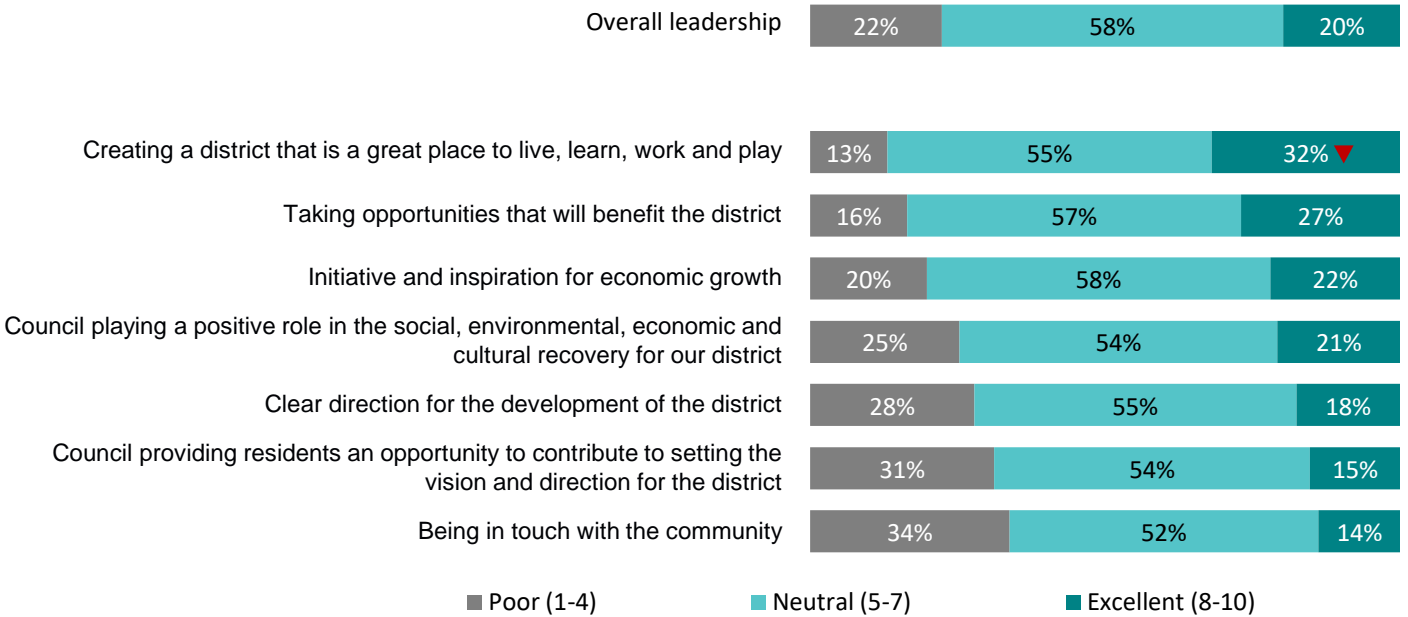 Overall leadership 22% 58% 20%
Creating a district that is a great place to live, learn, work and play 13% 55% 32%
Taking opportunities that will benefit the district 16% 57% 27%
Initiative and inspiration for economic growth 20% 58% 22%
Council playing a positive role in the social, environmental, economic and
cultural recovery for our district 25% 54% 21%
Clear direction for the development of the district 28% 55% 18%
Council providing residents an opportunity to contribute to setting the
vision and direction for the district 31% 54% 15%
Being in touch with the community 34% 52% 14%
Poor (1-4) Neutral (5-7) Excellent (8-10)